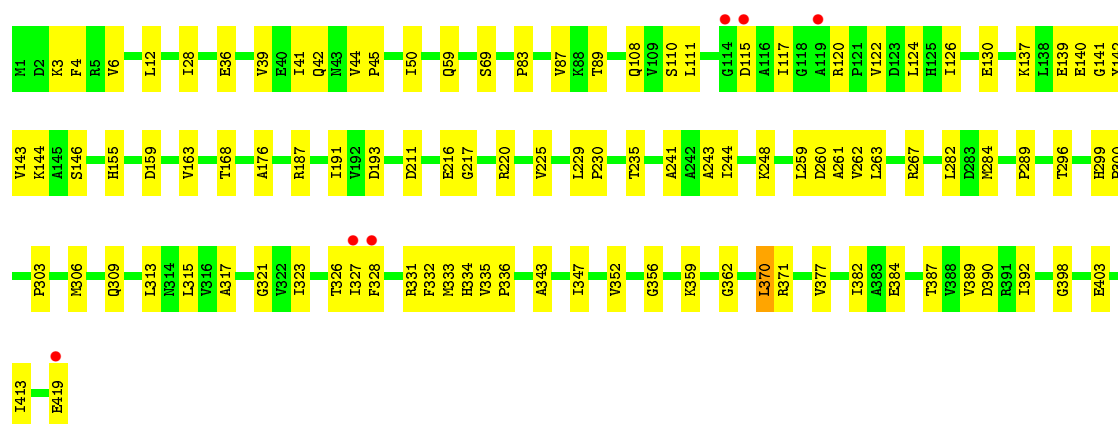 M1 D2 K3 F4 R5 V6 L12 I28 E36 V39 E40 I41 Q42 N43 V44 P45 I50 Q59 S69 P83 V87 K88 T89 Q108 V109 S110 L111 G114 D115 A116 I117 G118 A119 R120 P121 V122 D123 L124 H125 I126 E130 K137 L138 E139 E140 G141
V143 K144 A145 S146 H155 D159 V163 T168 A176 R187 I191 V192 D193 D211 E216 G217 R220 V225 L229 P230 T235 A241 A242 A243 I244 K248 L259 D260 A261 V262 L263 R267 L282 D283 M284 P289 T296 H299
P303 M306 Q309 L313 N314 L315 V316 A317 G321 V322 I323 T326 I327 F328 R331 F332 M333 H334 V335 P336 A343 I347 V352 G356 K359 G362 L370 R371 V377 I382 A383 E384 T387 V388 V389 D390 R391 I392 G398 E403
I413 E419